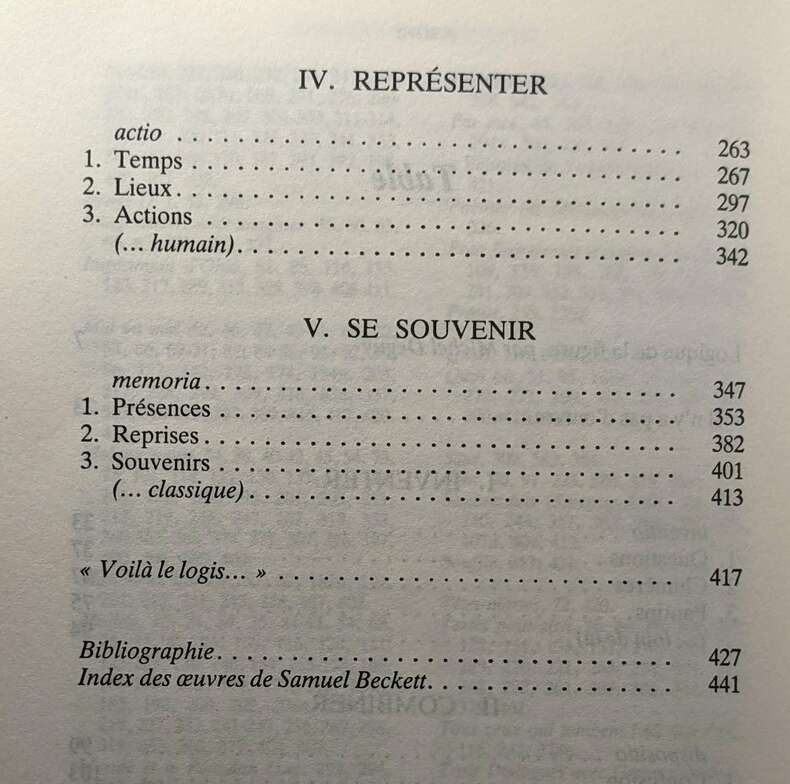 IV. REPRÉSENTER
actio . . . . . . . . . . . . . . . . . . . . . . . . . . . . . . . . . . 263
1. Temps . . . . . . . . . . . . . . . . . . . . . . . . . . . . . . . . 267
2. Lieux . . . . . . . . . . . . . . . . . . . . . . . . . . . . . . . . 297
3. Actions . . . . . . . . . . . . . . . . . . . . . . . . . . . . . . . 320
(... humain) . . . . . . . . . . . . . . . . . . . . . . . . . . . . . 342
V. SE SOUVENIR
memoria . . . . . . . . . . . . . . . . . . . . . . . . . . . . . . . . 347
1. Présences . . . . . . . . . . . . . . . . . . . . . . . . . . . . . 353
2. Reprises . . . . . . . . . . . . . . . . . . . . . . . . . . . . . . 382
3. Souvenirs . . . . . . . . . . . . . . . . . . . . . . . . . . . . . 401
(... classique) . . . . . . . . . . . . . . . . . . . . . . . . . . . 413
« Voilà le logis... » . . . . . . . . . . . . . . . . . . . . . . . . . 417
Bibliographie . . . . . . . . . . . . . . . . . . . . . . . . . . . . . 427
Index des œuvres de Samuel Beckett . . . . . . . . . . . . . . . 441